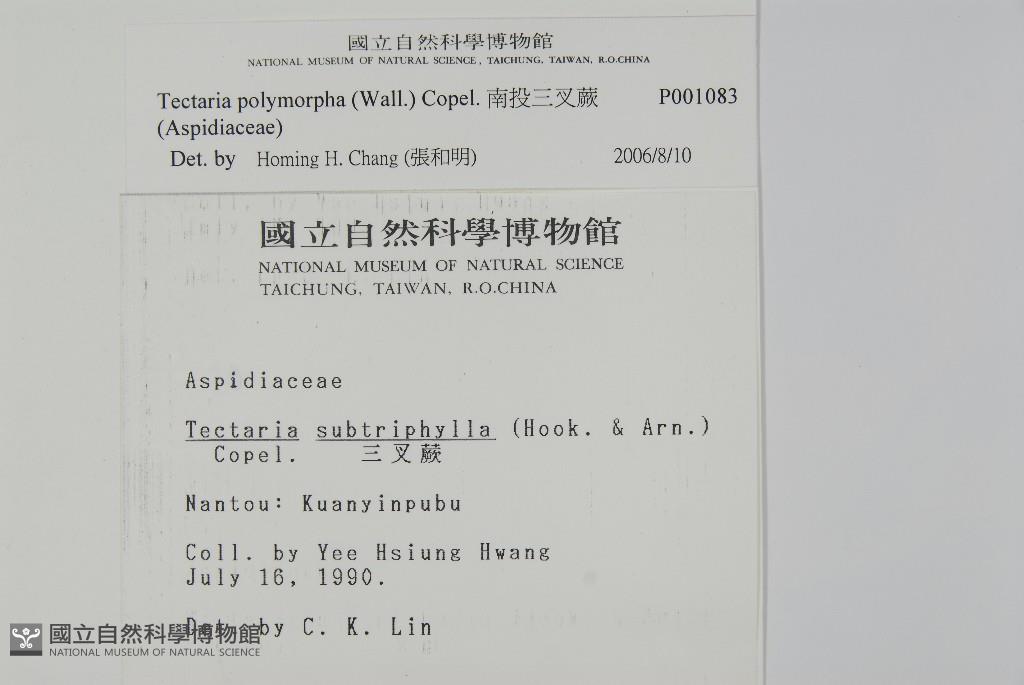 國立自然科學博物館
NATIONAL MUSEUM OF NATURAL SCIENCE, TAICHUNG, TAIWAN, R.O.CHINA
Tectaria polymorpha (Wall.) Copel. 南投三叉蕨 P001083
(Aspidiaceae)
Det. by Homing H. Chang (張和明) 2006/8/10
國立自然科學博物館
NATIONAL MUSEUM OF NATURAL SCIENCE
TAICHUNG, TAIWAN, R.O.CHINA
Aspidiaceae
Tectaria subtriphylla (Hook. & Arn.)
Copel. 三叉蕨
Nantou: Kuanyinpubu
Coll. by Yee Hsiung Hwang
July 16, 1990.
Det. by C. K. Lin
國立自然科學博物館
NATIONAL MUSEUM OF NATURAL SCIENCE